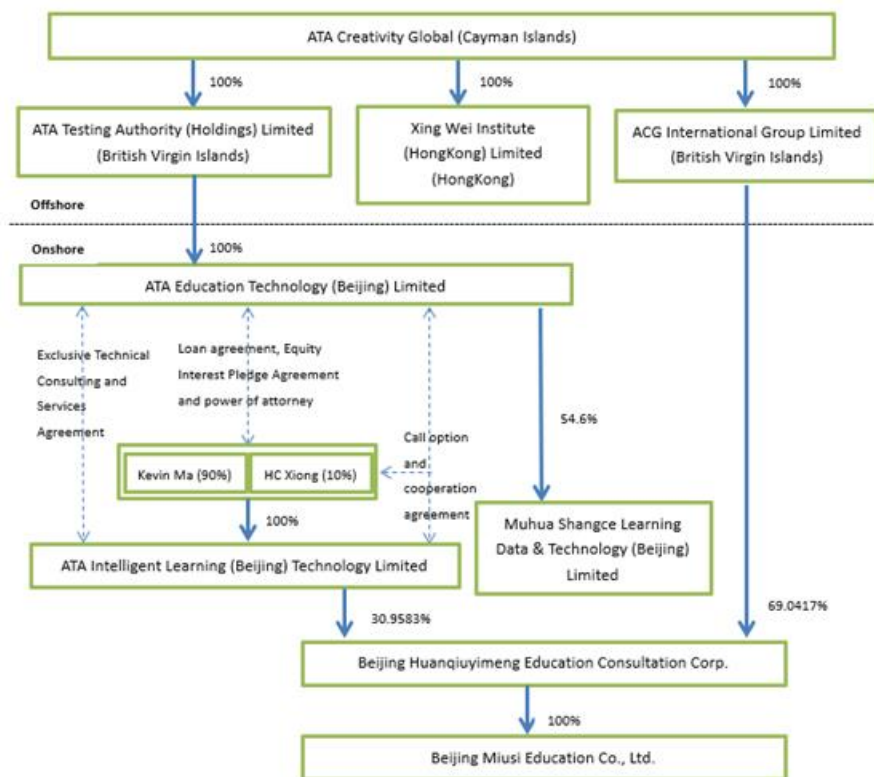 ATA Creativity Global (Cayman Islands)
100%
100%
100%
ATA Testing Authority (Holdings) Limited
(British Virgin Islands)
Xing Wei Institute
(HongKong) Limited
(HongKong)
ACG International Group Limited
(British Virgin Islands)
Offshore
Onshore
100%
ATA Education Technology (Beijing) Limited
Exclusive Technical
Consulting and
Services
Agreement
Loan agreement, Equity
Interest Pledge Agreement
and power of attorney
54.6%
Call option
and
cooperation
agreement
Kevin Ma (90%)
HC Xiong (10%)
100%
Muhua Shangce Learning
Data & Technology (Beijing)
Limited
ATA Intelligent Learning (Beijing) Technology Limited
30.9583%
69.0417%
Beijing Huanqiuyimeng Education Consultation Corp.
100%
Beijing Miusi Education Co., Ltd.